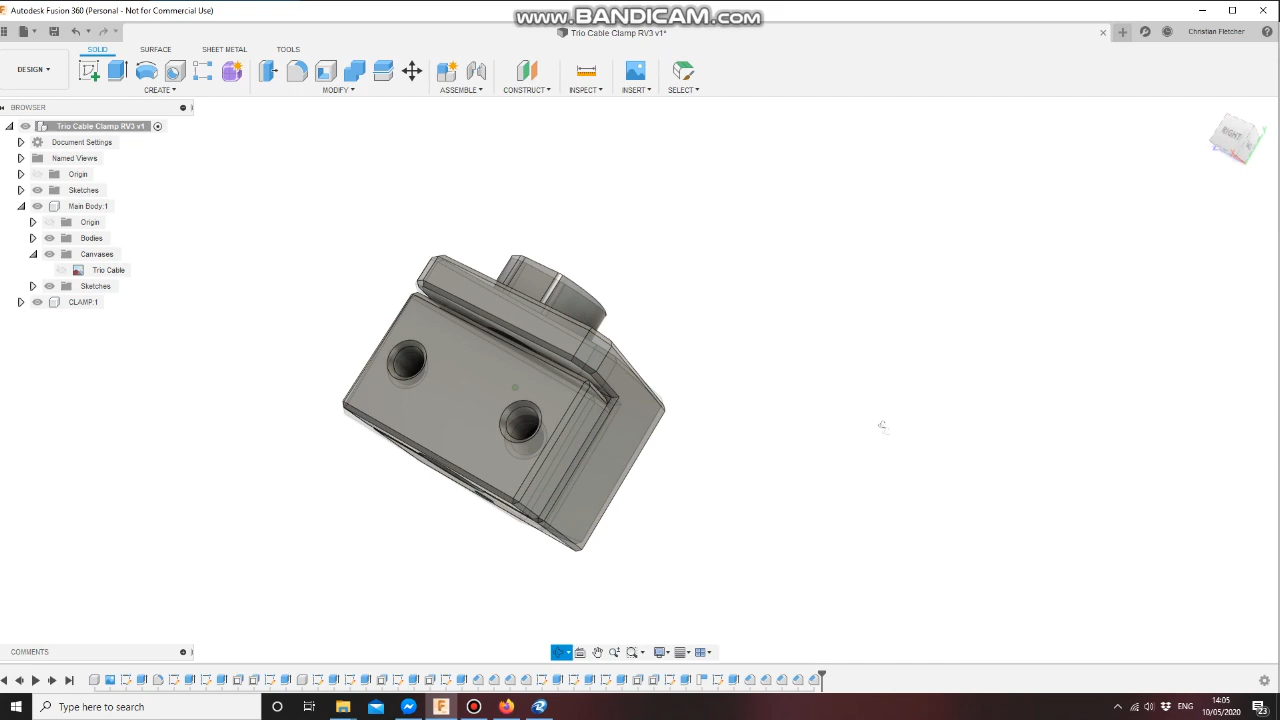 Autodesk Fusion 360 (Personal - Not for Commercial Use)
www.BANDICAM.com
Trio Cable Clamp RV3 v1*
Christian Fletcher
DESIGN
SOLID
SURFACE
SHEET METAL
TOOLS
CREATE
MODIFY
ASSEMBLE
CONSTRUCT
INSPECT
INSERT
SELECT
BROWSER
Trio Cable Clamp RV3 v1
Document Settings
Named Views
Origin
Sketches
Main Body:1
Origin
Bodies
Canvases
Trio Cable
Sketches
CLAMP:1
RIGHT
COMMENTS
Type here to search
ENG
14:05
10/05/2020
23